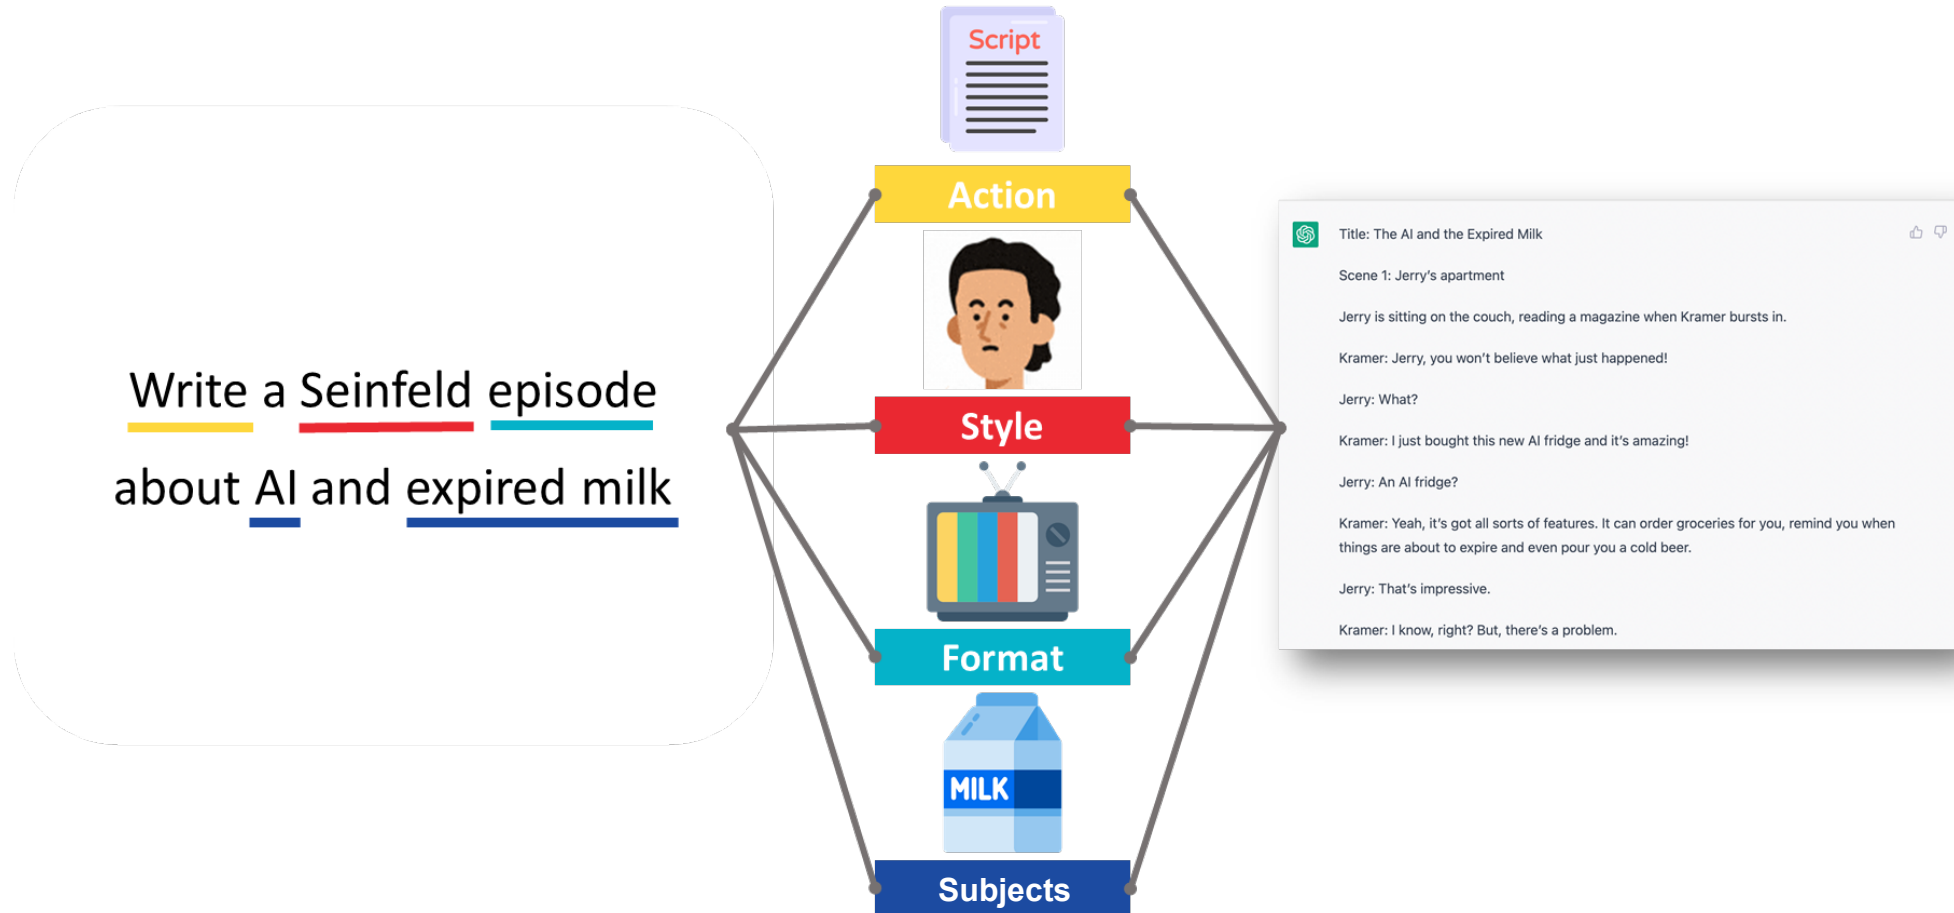 Write a Seinfeld episode
about AI and expired milk
Script
Action
Style
Format
MILK
Subjects
Title: The AI and the Expired Milk
Scene 1: Jerry's apartment
Jerry is sitting on the couch, reading a magazine when Kramer bursts in.
Kramer: Jerry, you won't believe what just happened!
Jerry: What?
Kramer: I just bought this new AI fridge and it's amazing!
Jerry: An AI fridge?
Kramer: Yeah, it's got all sorts of features. It can order groceries for you, remind you when
things are about to expire and even pour you a cold beer.
Jerry: That's impressive.
Kramer: I know, right? But, there's a problem.